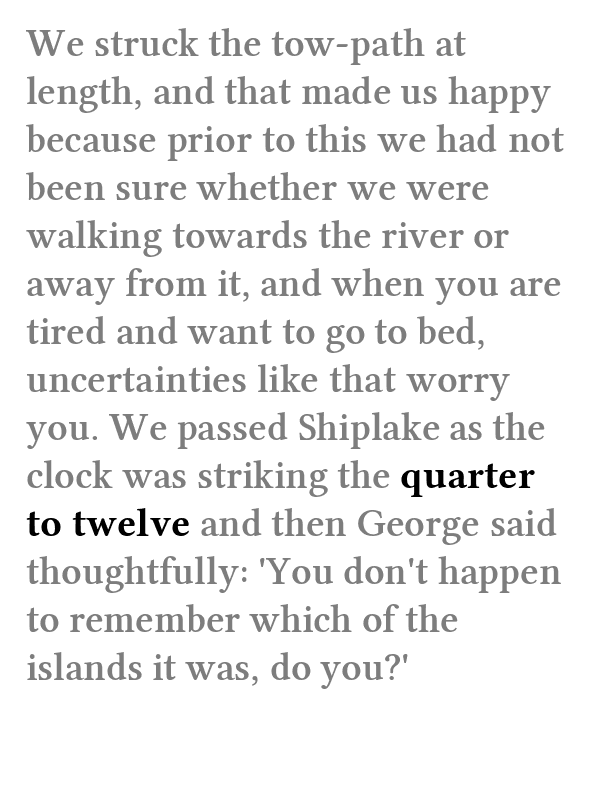 We struck the tow-path at
length, and that made us happy
because prior to this we had not
been sure whether we were
walking towards the river or
away from it, and when you are
tired and want to go to bed,
uncertainties like that worry
you. We passed Shiplake as the
clock was striking the quarter
to twelve and then George said
thoughtfully: 'You don't happen
to remember which of the
islands it was, do you?'